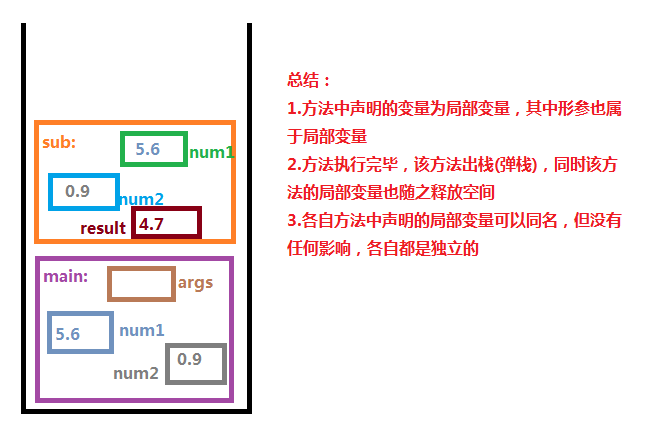 sub:
5.6 num1
0.9 num2
result 4.7
main:
args
5.6 num1
num2 0.9
总结：
1.方法中声明的变量为局部变量，其中形参也属
于局部变量
2.方法执行完毕，该方法出栈(弹栈)，同时该方
法的局部变量也随之释放空间
3.各自方法中声明的局部变量可以同名，但没有
任何影响，各自都是独立的